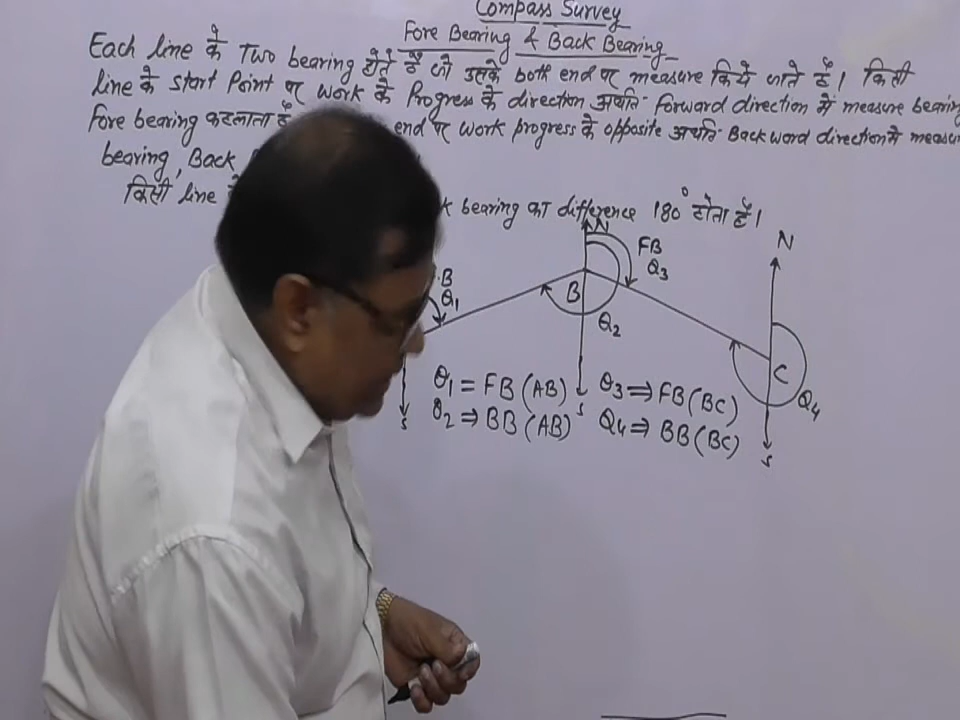 Compass Survey
Fore Bearing & Back Bearing
Each line के Two bearing होते हैं जो उसके both end पर measure किये जाते हैं। किसी
line के start Point पर work के Progress के direction अर्थात Forward direction में measure bearing
Fore bearing कहलाता है end पर work progress के opposite अर्थात Backword direction में measur
bearing, Back
किसी line bearing का difference 180° होता है।
N
FB
θ3
N
B
θ1
B
θ2
C
θ4
S
S
S
θ1 = FB (AB) θ3 ⇒ FB (BC)
θ2 ⇒ BB (AB) θ4 ⇒ BB (BC)